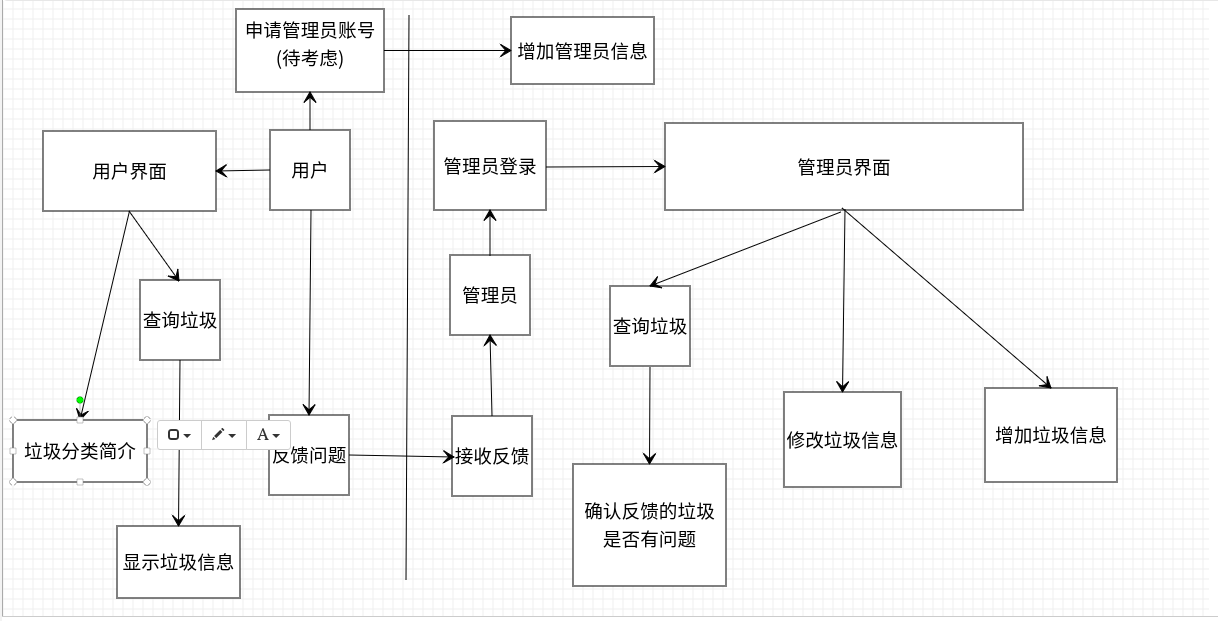 申请管理员账号
(待考虑)
增加管理员信息
用户界面
用户
管理员登录
管理员界面
查询垃圾
管理员
查询垃圾
垃圾分类简介
A
反馈问题
接收反馈
修改垃圾信息
增加垃圾信息
显示垃圾信息
确认反馈的垃圾
是否有问题